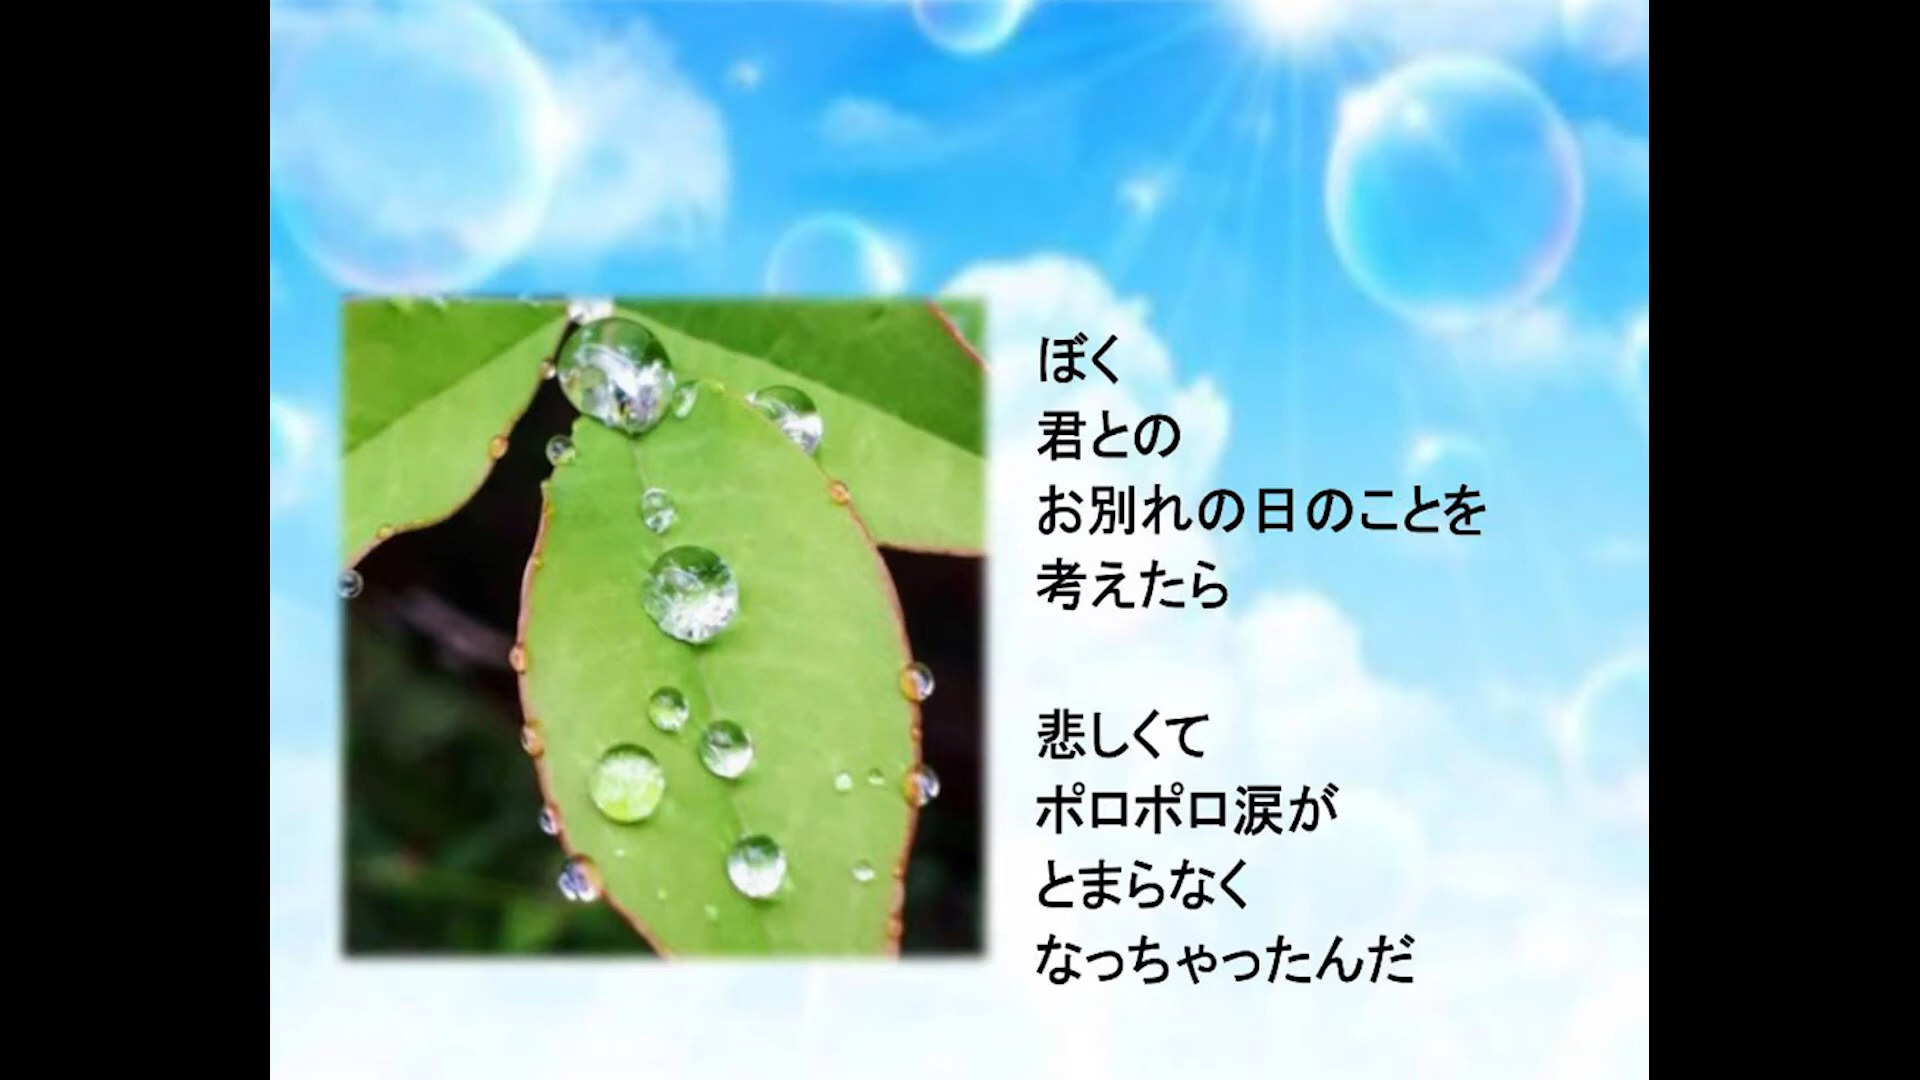 ぼく
君との
お別れの日のことを
考えたら
悲しくて
ポロポロ涙が
とまらなく
なっちゃったんだ